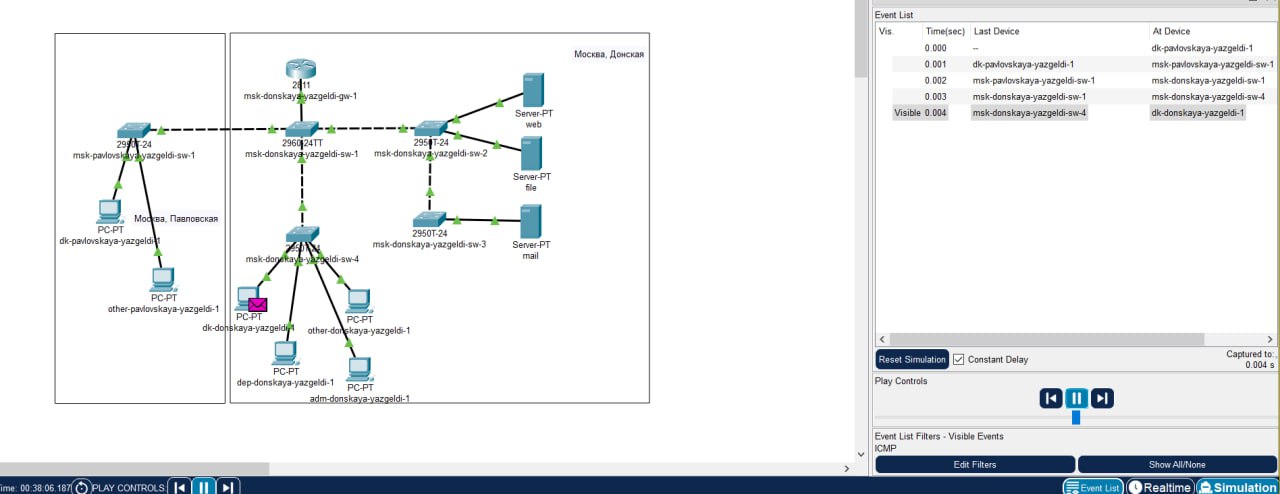 Москва, Донская
2811
msk-donskaya-yazgeldi-gw-1
Server-PT
web
2950T-24
msk-pavlovskaya-yazgeldi-sw-1
2960-24TT
msk-donskaya-yazgeldi-sw-1
2950T-24
msk-donskaya-yazgeldi-sw-2
Server-PT
file
Москва, Павловская
PC-PT
dk-pavlovskaya-yazgeldi-1
2950T-24
msk-donskaya-yazgeldi-sw-3
Server-PT
mail
2950T-24
msk-donskaya-yazgeldi-sw-4
PC-PT
other-pavlovskaya-yazgeldi-1
PC-PT
dk-donskaya-yazgeldi-1
PC-PT
other-donskaya-yazgeldi-1
PC-PT
dep-donskaya-yazgeldi-1
PC-PT
adm-donskaya-yazgeldi-1
Event List
Vis. Time(sec) Last Device At Device
0.000 -- dk-pavlovskaya-yazgeldi-1
0.001 dk-pavlovskaya-yazgeldi-1 msk-pavlovskaya-yazgeldi-sw-1
0.002 msk-pavlovskaya-yazgeldi-sw-1 msk-donskaya-yazgeldi-sw-1
0.003 msk-donskaya-yazgeldi-sw-1 msk-donskaya-yazgeldi-sw-4
Visible 0.004 msk-donskaya-yazgeldi-sw-4 dk-donskaya-yazgeldi-1
Reset Simulation Constant Delay Captured to:
0.004 s
Play Controls
Event List Filters - Visible Events
ICMP
Edit Filters Show All/None
ime: 00:38:06.187 PLAY CONTROLS: Event List Realtime Simulation